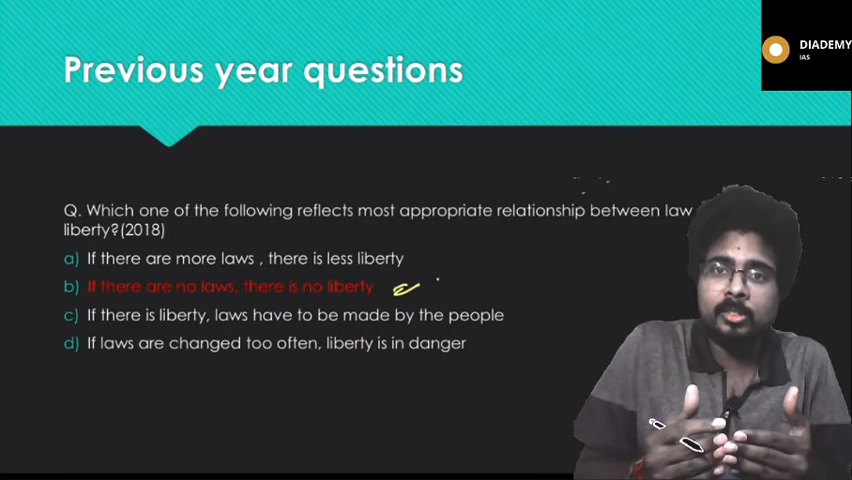 DIADEMY
IAS
Previous year questions
Q. Which one of the following reflects most appropriate relationship between law
liberty?(2018)
a) If there are more laws , there is less liberty
b) If there are no laws, there is no liberty
c) If there is liberty, laws have to be made by the people
d) If laws are changed too often, liberty is in danger